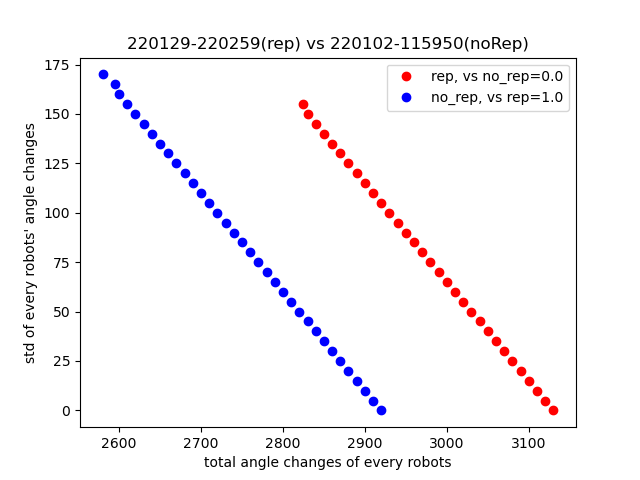 220129-220259(rep) vs 220102-115950(noRep)
rep, vs no_rep=0.0
no_rep, vs rep=1.0
175
150
125
100
75
50
25
0
std of every robots' angle changes
2600 2700 2800 2900 3000 3100
total angle changes of every robots